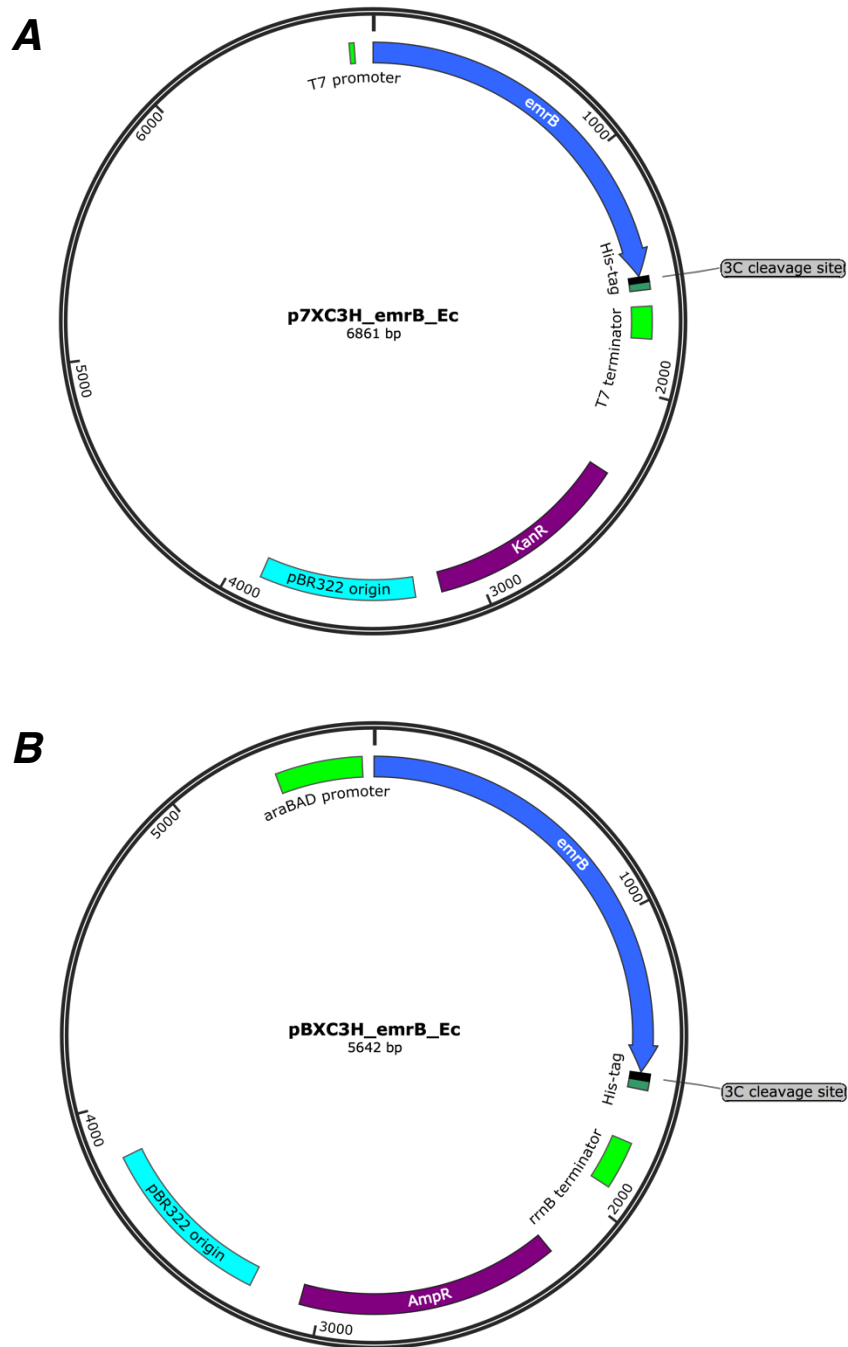 A
T7 promoter
emrB
1000
6000
His-tag
3C cleavage site
p7XC3H_emrB_Ec
6861 bp
T7 terminator
5000
2000
KanR
pBR322 origin
4000
3000
B
araBAD promoter
5000
emrB
1000
pBXC3H_emrB_Ec
5642 bp
His-tag
3C cleavage site
4000
rrnB terminator
2000
pBR322 origin
AmpR
3000